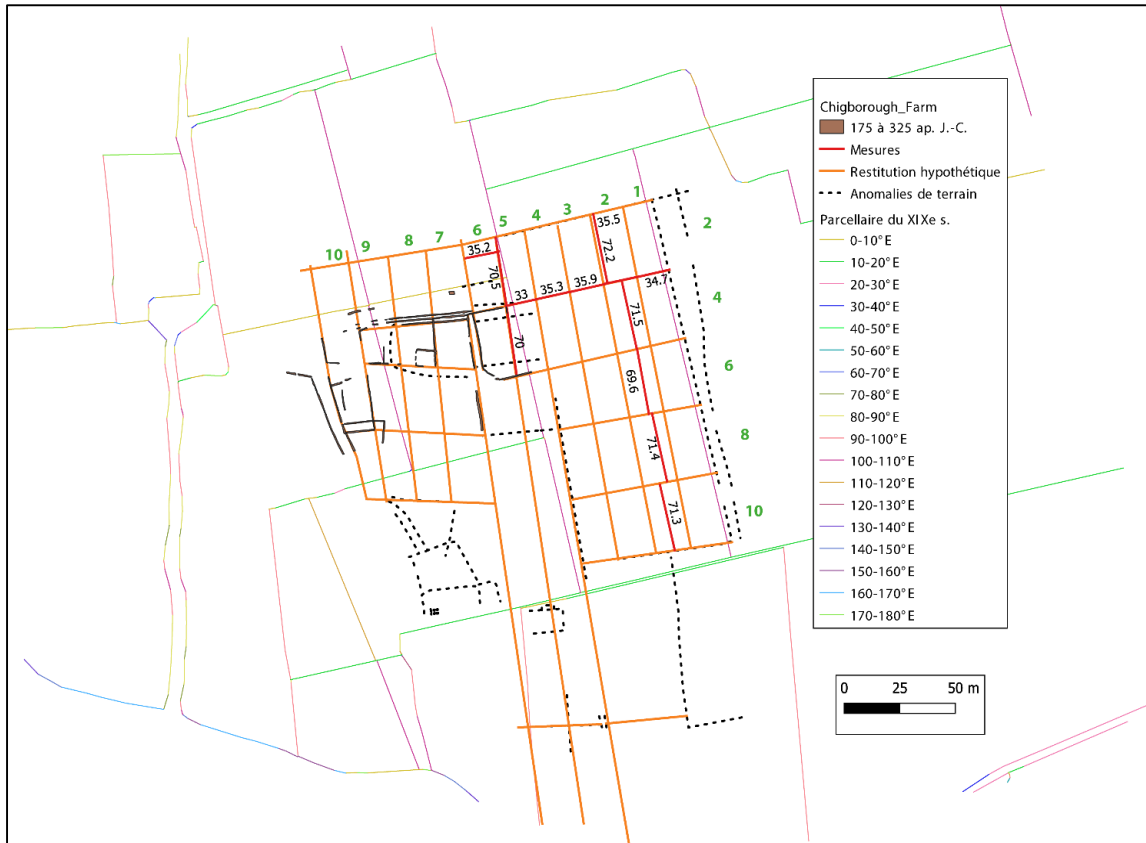 Chigborough_Farm
175 à 325 ap. J.-C.
Mesures
Restitution hypothétique
Anomalies de terrain
Parcellaire du XIXe s.
0-10°E
10-20°E
20-30°E
30-40°E
40-50°E
50-60°E
60-70°E
70-80°E
80-90°E
90-100°E
100-110°E
110-120°E
120-130°E
130-140°E
140-150°E
150-160°E
160-170°E
170-180°E
0 25 50 m
10 9 8 7 6 5 4 3 2 1
2
4
6
8
10
35.2
35.5
70.5
72.2
33 35.3 35.9 34.7
70
71.5
69.6
71.4
71.3